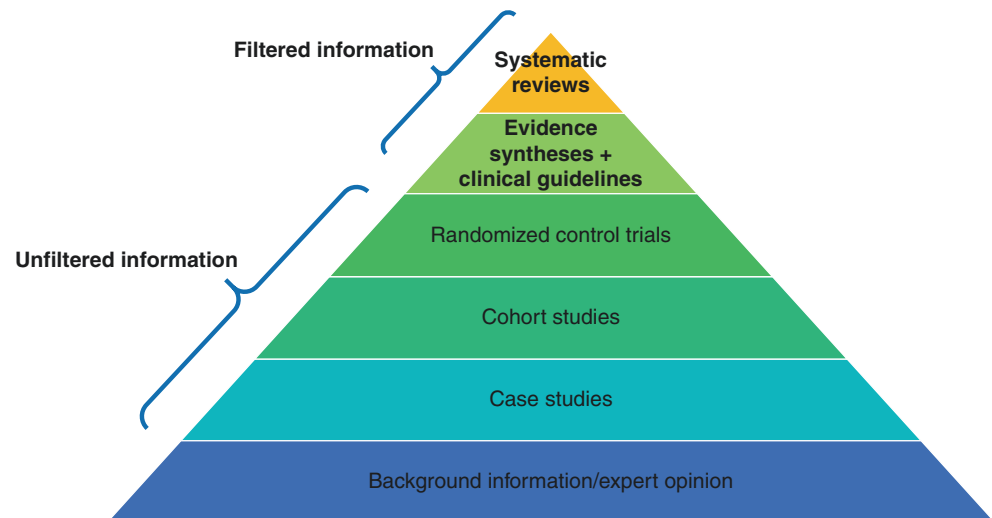 Filtered information
Systematic
reviews
Evidence
syntheses +
clinical guidelines
Randomized control trials
Unfiltered information
Cohort studies
Case studies
Background information/expert opinion